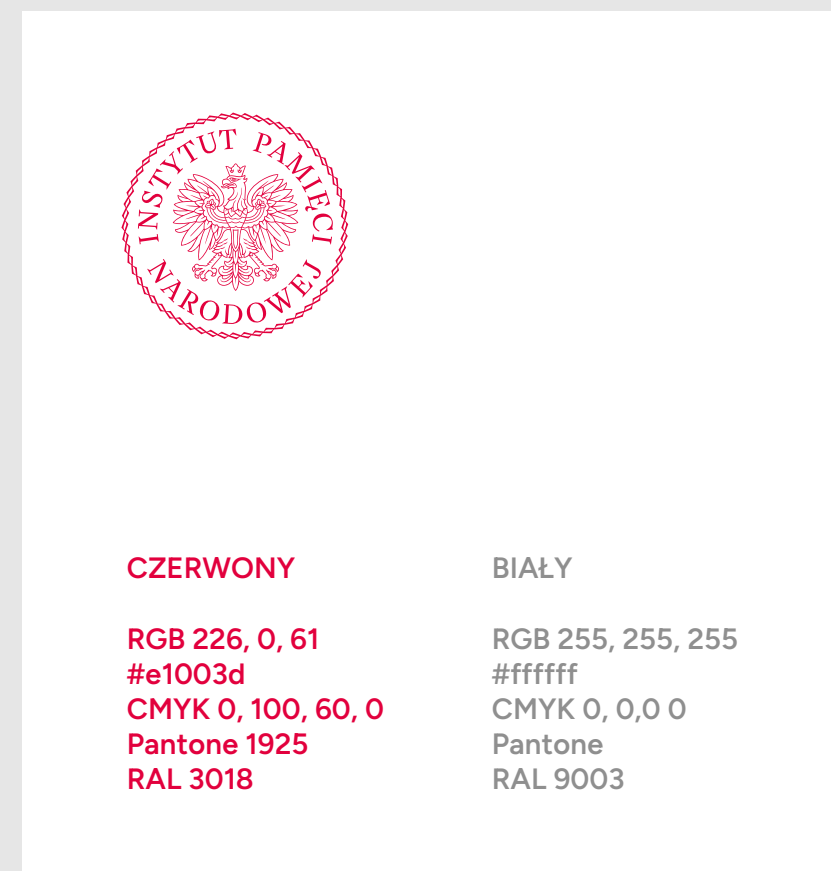 INSTYTUT PAMIĘCI
NARODOWEJ
CZERWONY
RGB 226, 0, 61
#e1003d
CMYK 0, 100, 60, 0
Pantone 1925
RAL 3018
BIAŁY
RGB 255, 255, 255
#ffffff
CMYK 0, 0,0 0
Pantone
RAL 9003